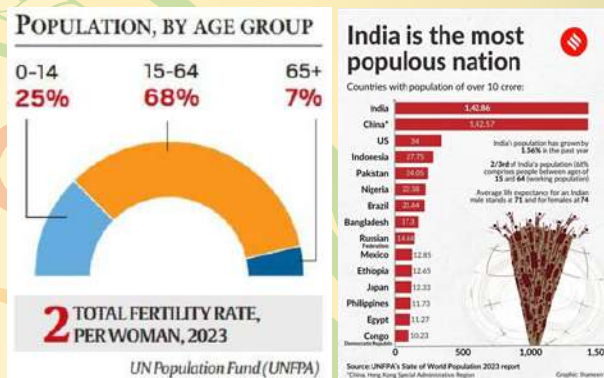 POPULATION, BY AGE GROUP
0-14 15-64 65+
25% 68% 7%
2 TOTAL FERTILITY RATE,
PER WOMAN, 2023
UN Population Fund (UNFPA)
India is the most
populous nation
Countries with population of over 10 crore:
India 1,42.86
China* 1,42.57
US 34
Indonesia 27.75
Pakistan 24.05
Nigeria 22.38
Brazil 21.64
Bangladesh 17.3
Russian
Federation 14.44
Mexico 12.85
Ethiopia 12.65
Japan 12.33
Philippines 11.73
Egypt 11.27
Congo 10.23
Democratic Republic
0 500 1,000 1,500
India's population has grown by
1.56% in the past year
2/3rd of India's population (68%
comprises people between ages of
15 and 64 (working population)
Average life expectancy for an Indian
male stands at 71 and for females at 74
Source: UNFPA's State of World Population 2023 report
*China, Hong Kong Special Administrative Region
Graphic: